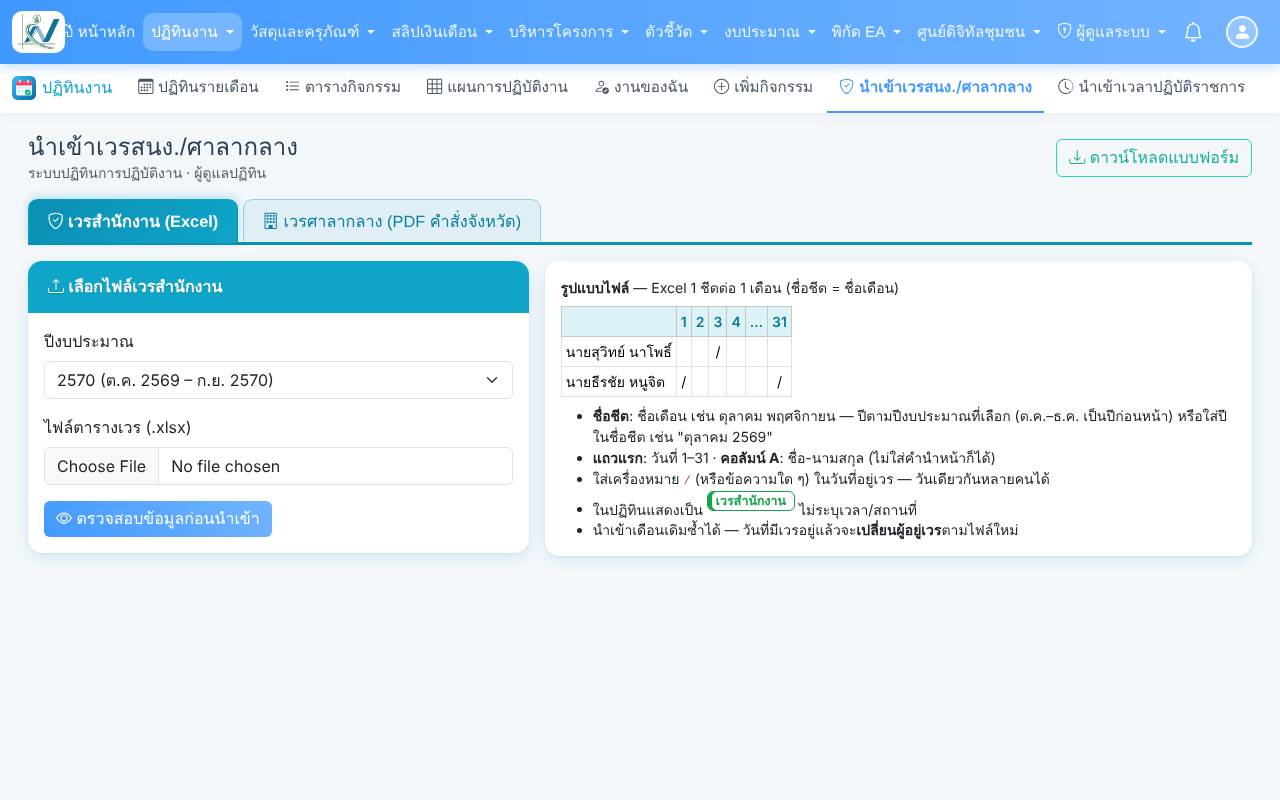 หน้าหลัก ปฏิทินงาน วัสดุและครุภัณฑ์ สลิปเงินเดือน บริหารโครงการ ตัวชี้วัด งบประมาณ พิกัด EA ศูนย์ดิจิทัลชุมชน ผู้ดูแลระบบ
ปฏิทินงาน ปฏิทินรายเดือน ตารางกิจกรรม แผนการปฏิบัติงาน งานของฉัน เพิ่มกิจกรรม นำเข้าเวรสนง./ศาลากลาง นำเข้าเวลาปฏิบัติราชการ
นำเข้าเวรสนง./ศาลากลาง
ระบบปฏิทินการปฏิบัติงาน · ผู้ดูแลปฏิทิน
ดาวน์โหลดแบบฟอร์ม
เวรสำนักงาน (Excel) เวรศาลากลาง (PDF คำสั่งจังหวัด)
เลือกไฟล์เวรสำนักงาน
ปีงบประมาณ
2570 (ต.ค. 2569 – ก.ย. 2570)
ไฟล์ตารางเวร (.xlsx)
Choose File No file chosen
ตรวจสอบข้อมูลก่อนนำเข้า
รูปแบบไฟล์ — Excel 1 ชีตต่อ 1 เดือน (ชื่อชีต = ชื่อเดือน)
1 2 3 4 ... 31
นายสุวิทย์ นาโพธิ์ /
นายธีรชัย หนูจิต / /
ชื่อชีต: ชื่อเดือน เช่น ตุลาคม พฤศจิกายน — ปีตามปีงบประมาณที่เลือก (ต.ค.–ธ.ค. เป็นปีก่อนหน้า) หรือใส่ปี
ในชื่อชีต เช่น "ตุลาคม 2569"
แถวแรก: วันที่ 1–31 · คอลัมน์ A: ชื่อ-นามสกุล (ไม่ใส่คำนำหน้าก็ได้)
ใส่เครื่องหมาย / (หรือข้อความใด ๆ) ในวันที่อยู่เวร — วันเดียวกันหลายคนได้
ในปฏิทินแสดงเป็น เวรสำนักงาน ไม่ระบุเวลา/สถานที่
นำเข้าเดือนเดิมซ้ำได้ — วันที่มีเวรอยู่แล้วจะเปลี่ยนผู้อยู่เวรตามไฟล์ใหม่